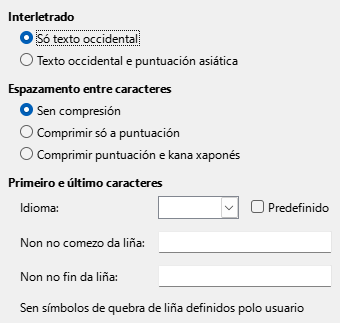 Interletrado
Só texto occidental
Texto occidental e puntuación asiática
Espazamento entre caracteres
Sen compresión
Comprimir só a puntuación
Comprimir puntuación e kana xaponés
Primeiro e último caracteres
Idioma:
Predefinido
Non no comezo da liña:
Non no fin da liña:
Sen símbolos de quebra de liña definidos polo usuario